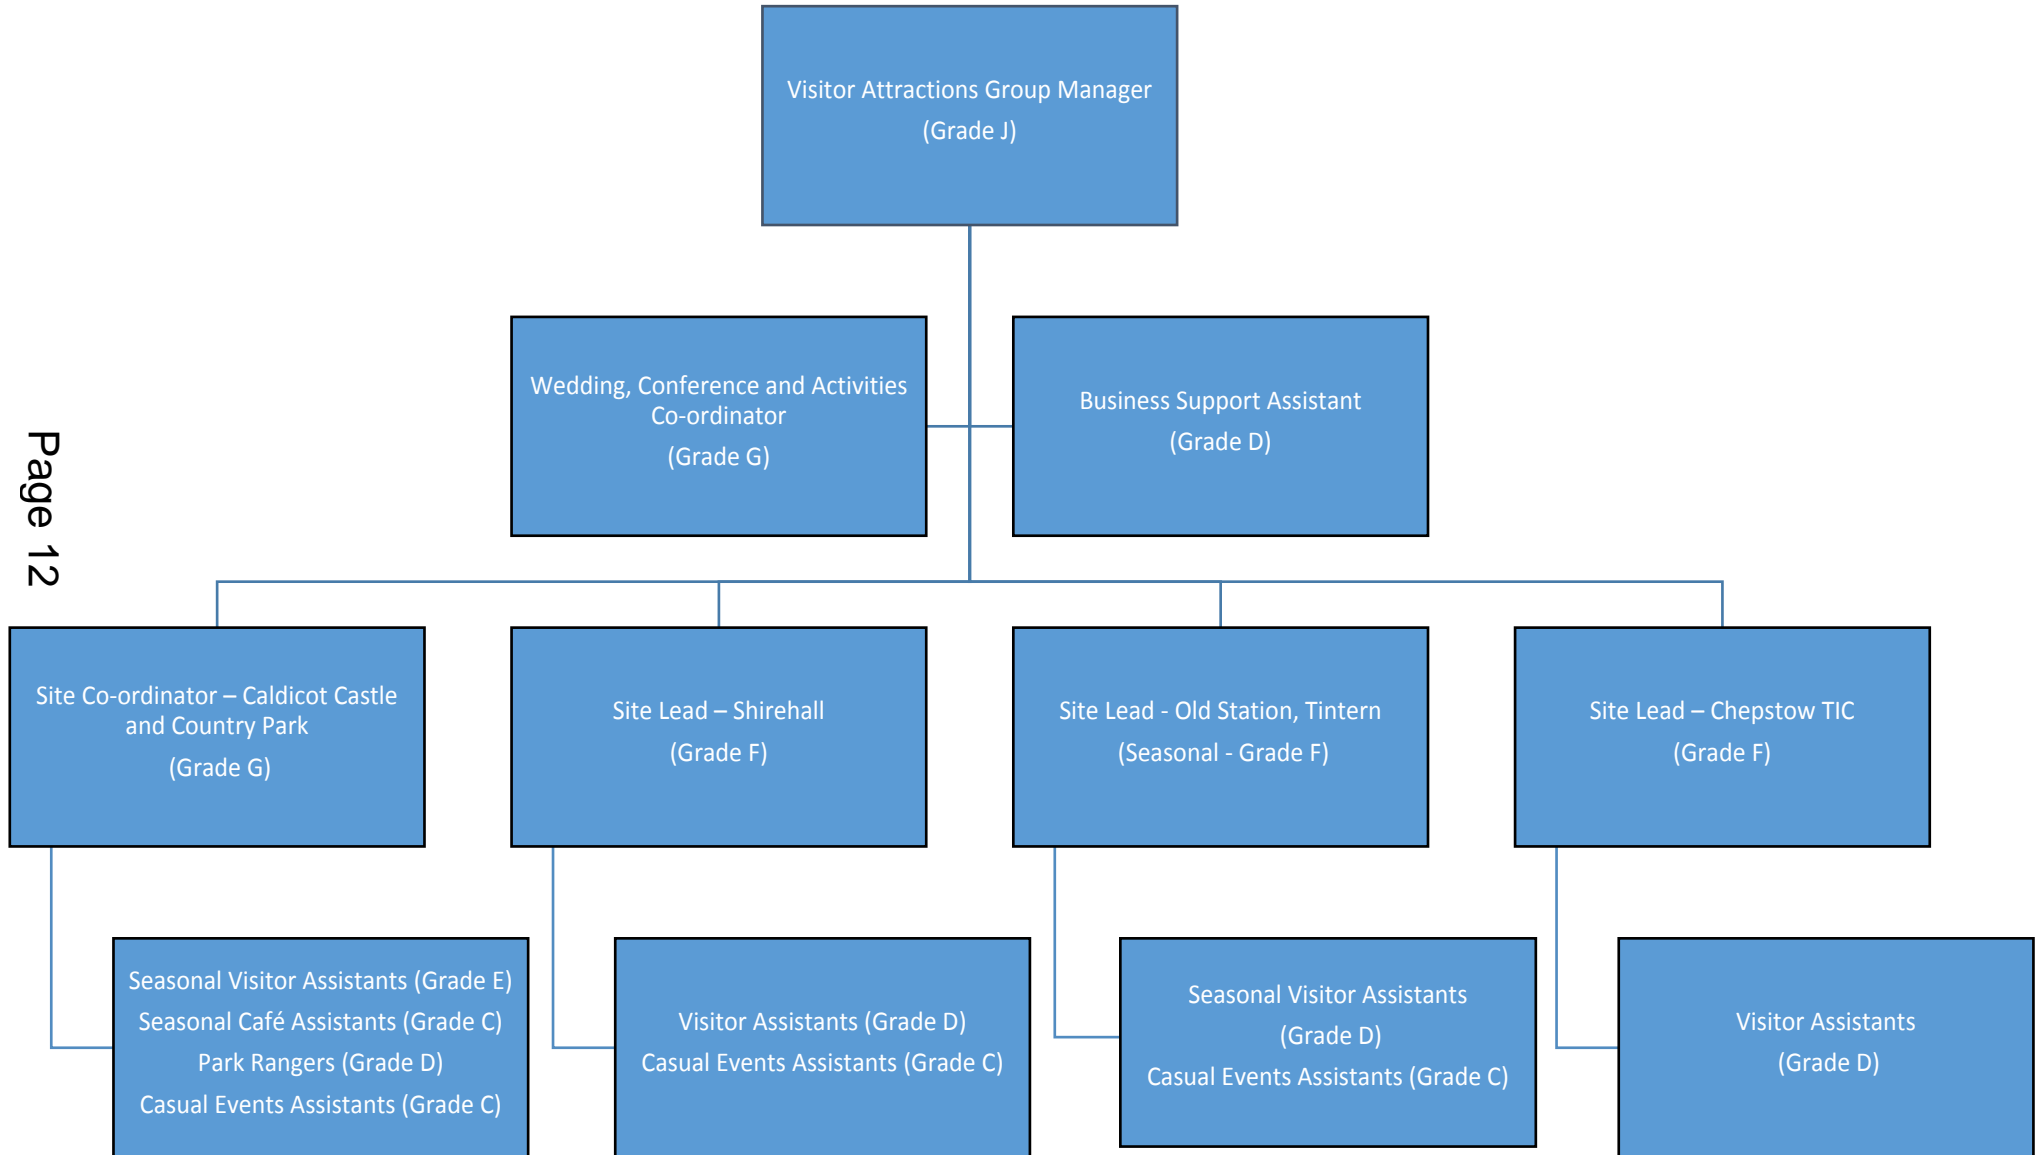 Visitor Attractions Group Manager
(Grade J)
Wedding, Conference and Activities
Co-ordinator
(Grade G)
Business Support Assistant
(Grade D)
Page 12
Site Co-ordinator – Caldicot Castle
and Country Park
(Grade G)
Site Lead – Shirehall
(Grade F)
Site Lead - Old Station, Tintern
(Seasonal - Grade F)
Site Lead – Chepstow TIC
(Grade F)
Seasonal Visitor Assistants (Grade E)
Seasonal Café Assistants (Grade C)
Park Rangers (Grade D)
Casual Events Assistants (Grade C)
Visitor Assistants (Grade D)
Casual Events Assistants (Grade C)
Seasonal Visitor Assistants
(Grade D)
Casual Events Assistants (Grade C)
Visitor Assistants
(Grade D)